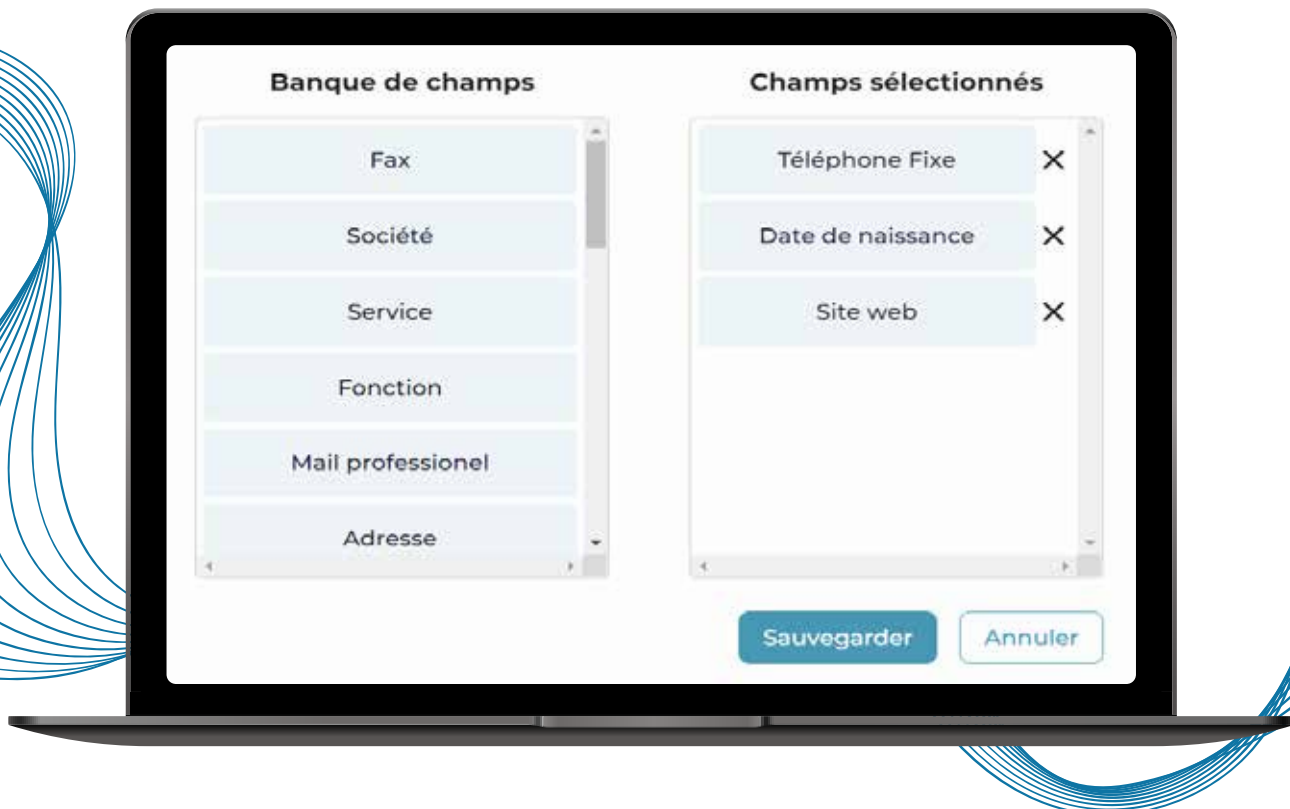 Banque de champs
Fax
Société
Service
Fonction
Mail professionel
Adresse
Champs sélectionnés
Téléphone Fixe
Date de naissance
Site web
Sauvegarder
Annuler